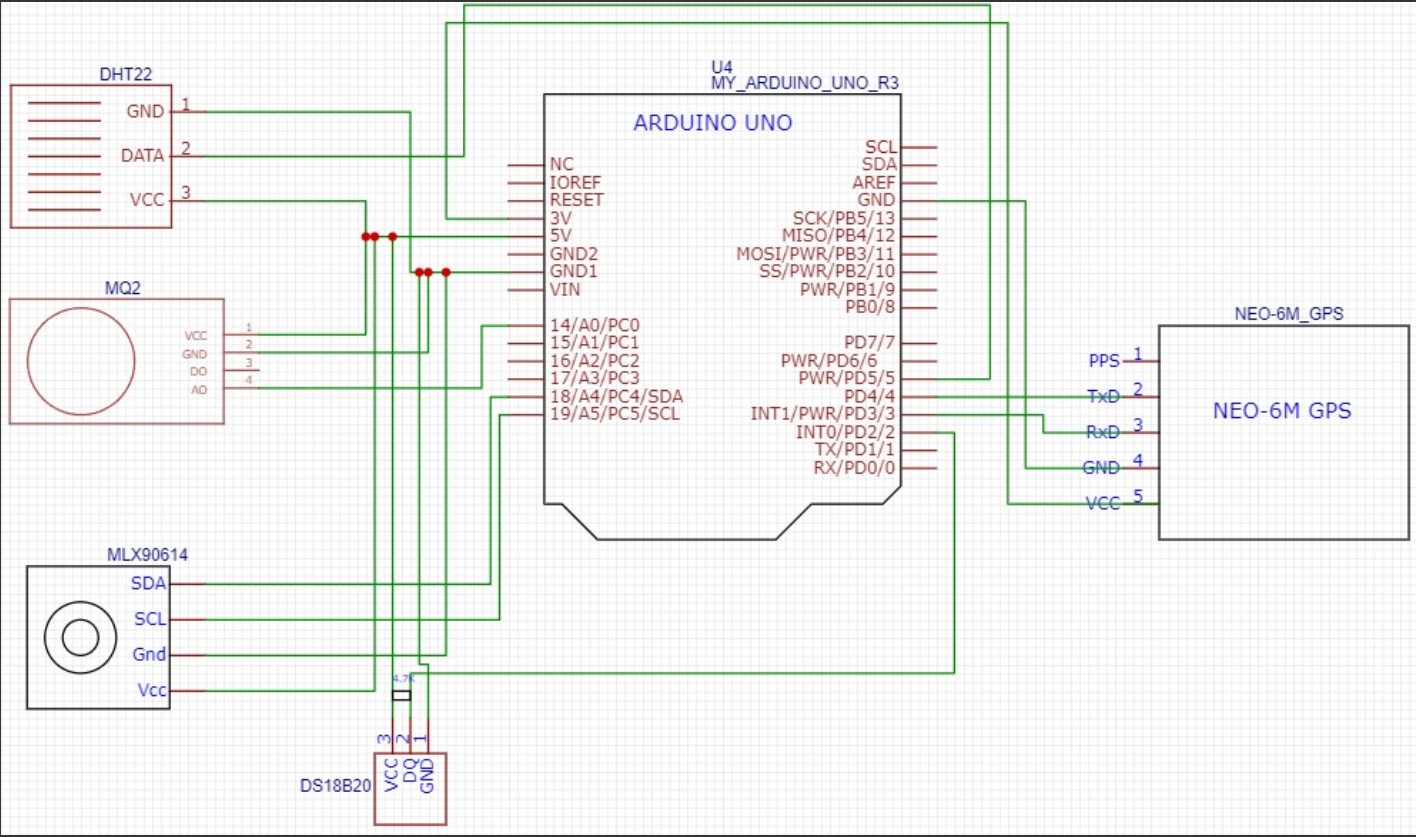 U4
MY_ARDUINO_UNO_R3
DHT22
GND 1
DATA 2
VCC 3
ARDUINO UNO
NC
IOREF
RESET
3V
5V
GND2
GND1
VIN
14/A0/PC0
15/A1/PC1
16/A2/PC2
17/A3/PC3
18/A4/PC4/SDA
19/A5/PC5/SCL
SCL
SDA
AREF
GND
SCK/PB5/13
MISO/PB4/12
MOSI/PWR/PB3/11
SS/PWR/PB2/10
PWR/PB1/9
PB0/8
PD7/7
PWR/PD6/6
PWR/PD5/5
PD4/4
INT1/PWR/PD3/3
INT0/PD2/2
TX/PD1/1
RX/PD0/0
MQ2
VCC 1
GND 2
DO 3
AO 4
NEO-6M_GPS
PPS 1
TxD 2
RxD 3
GND 4
VCC 5
NEO-6M GPS
MLX90614
SDA
SCL
Gnd
Vcc
4.7K
3 2 1
VCC DQ GND
DS18B20